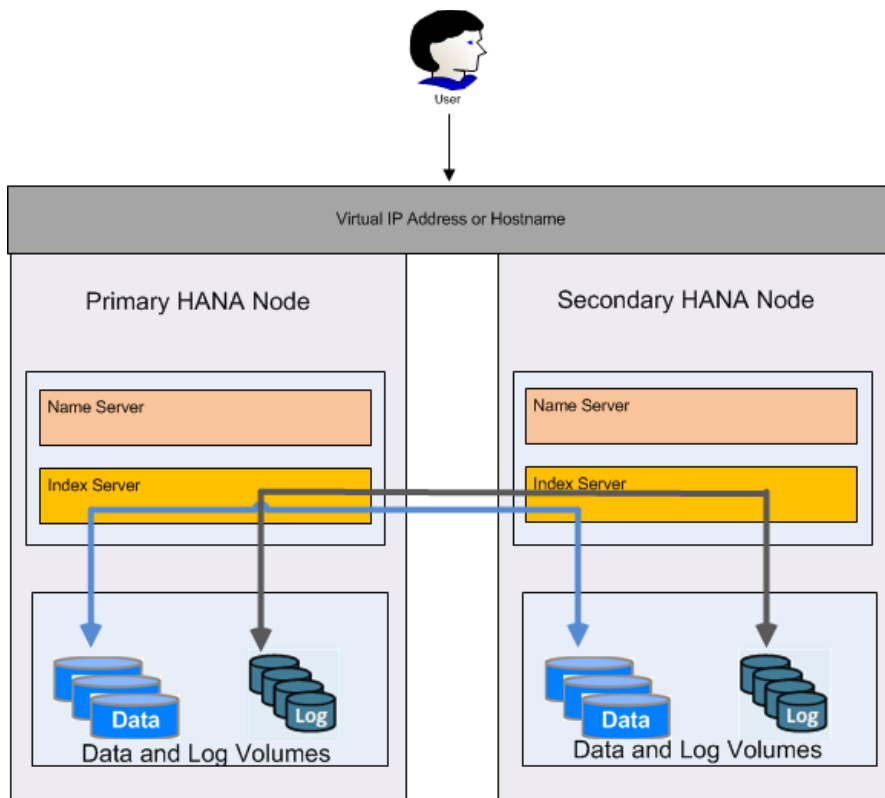 User
Virtual IP Address or Hostname
Primary HANA Node
Name Server
Index Server
Data
Log
Data and Log Volumes
Secondary HANA Node
Name Server
Index Server
Data
Log
Data and Log Volumes